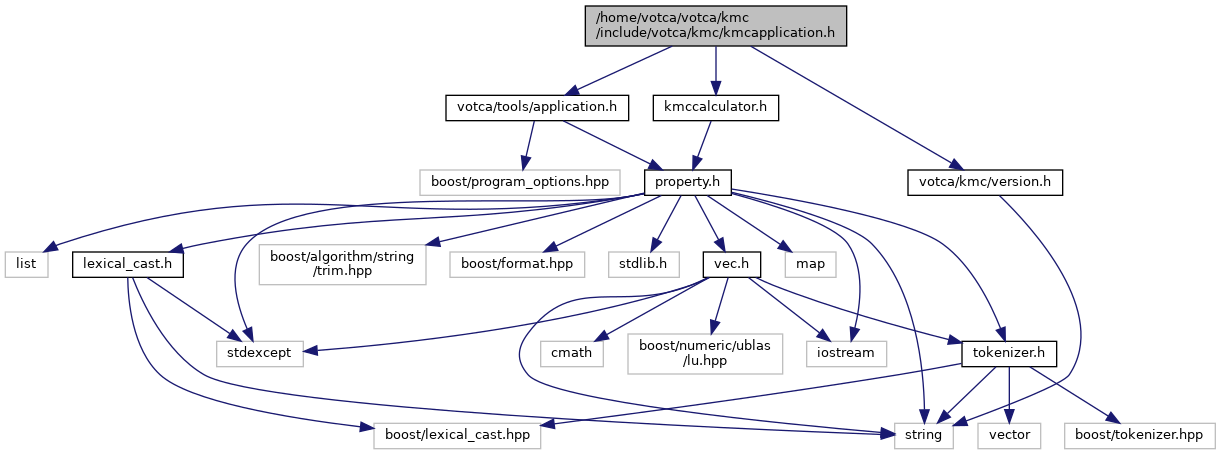 /home/votca/votca/kmc
/include/votca/kmc/kmcapplication.h
votca/tools/application.h
kmccalculator.h
boost/program_options.hpp
property.h
votca/kmc/version.h
list
lexical_cast.h
boost/algorithm/string
/trim.hpp
boost/format.hpp
stdlib.h
vec.h
map
stdexcept
cmath
boost/numeric/ublas
/lu.hpp
iostream
tokenizer.h
boost/lexical_cast.hpp
string
vector
boost/tokenizer.hpp